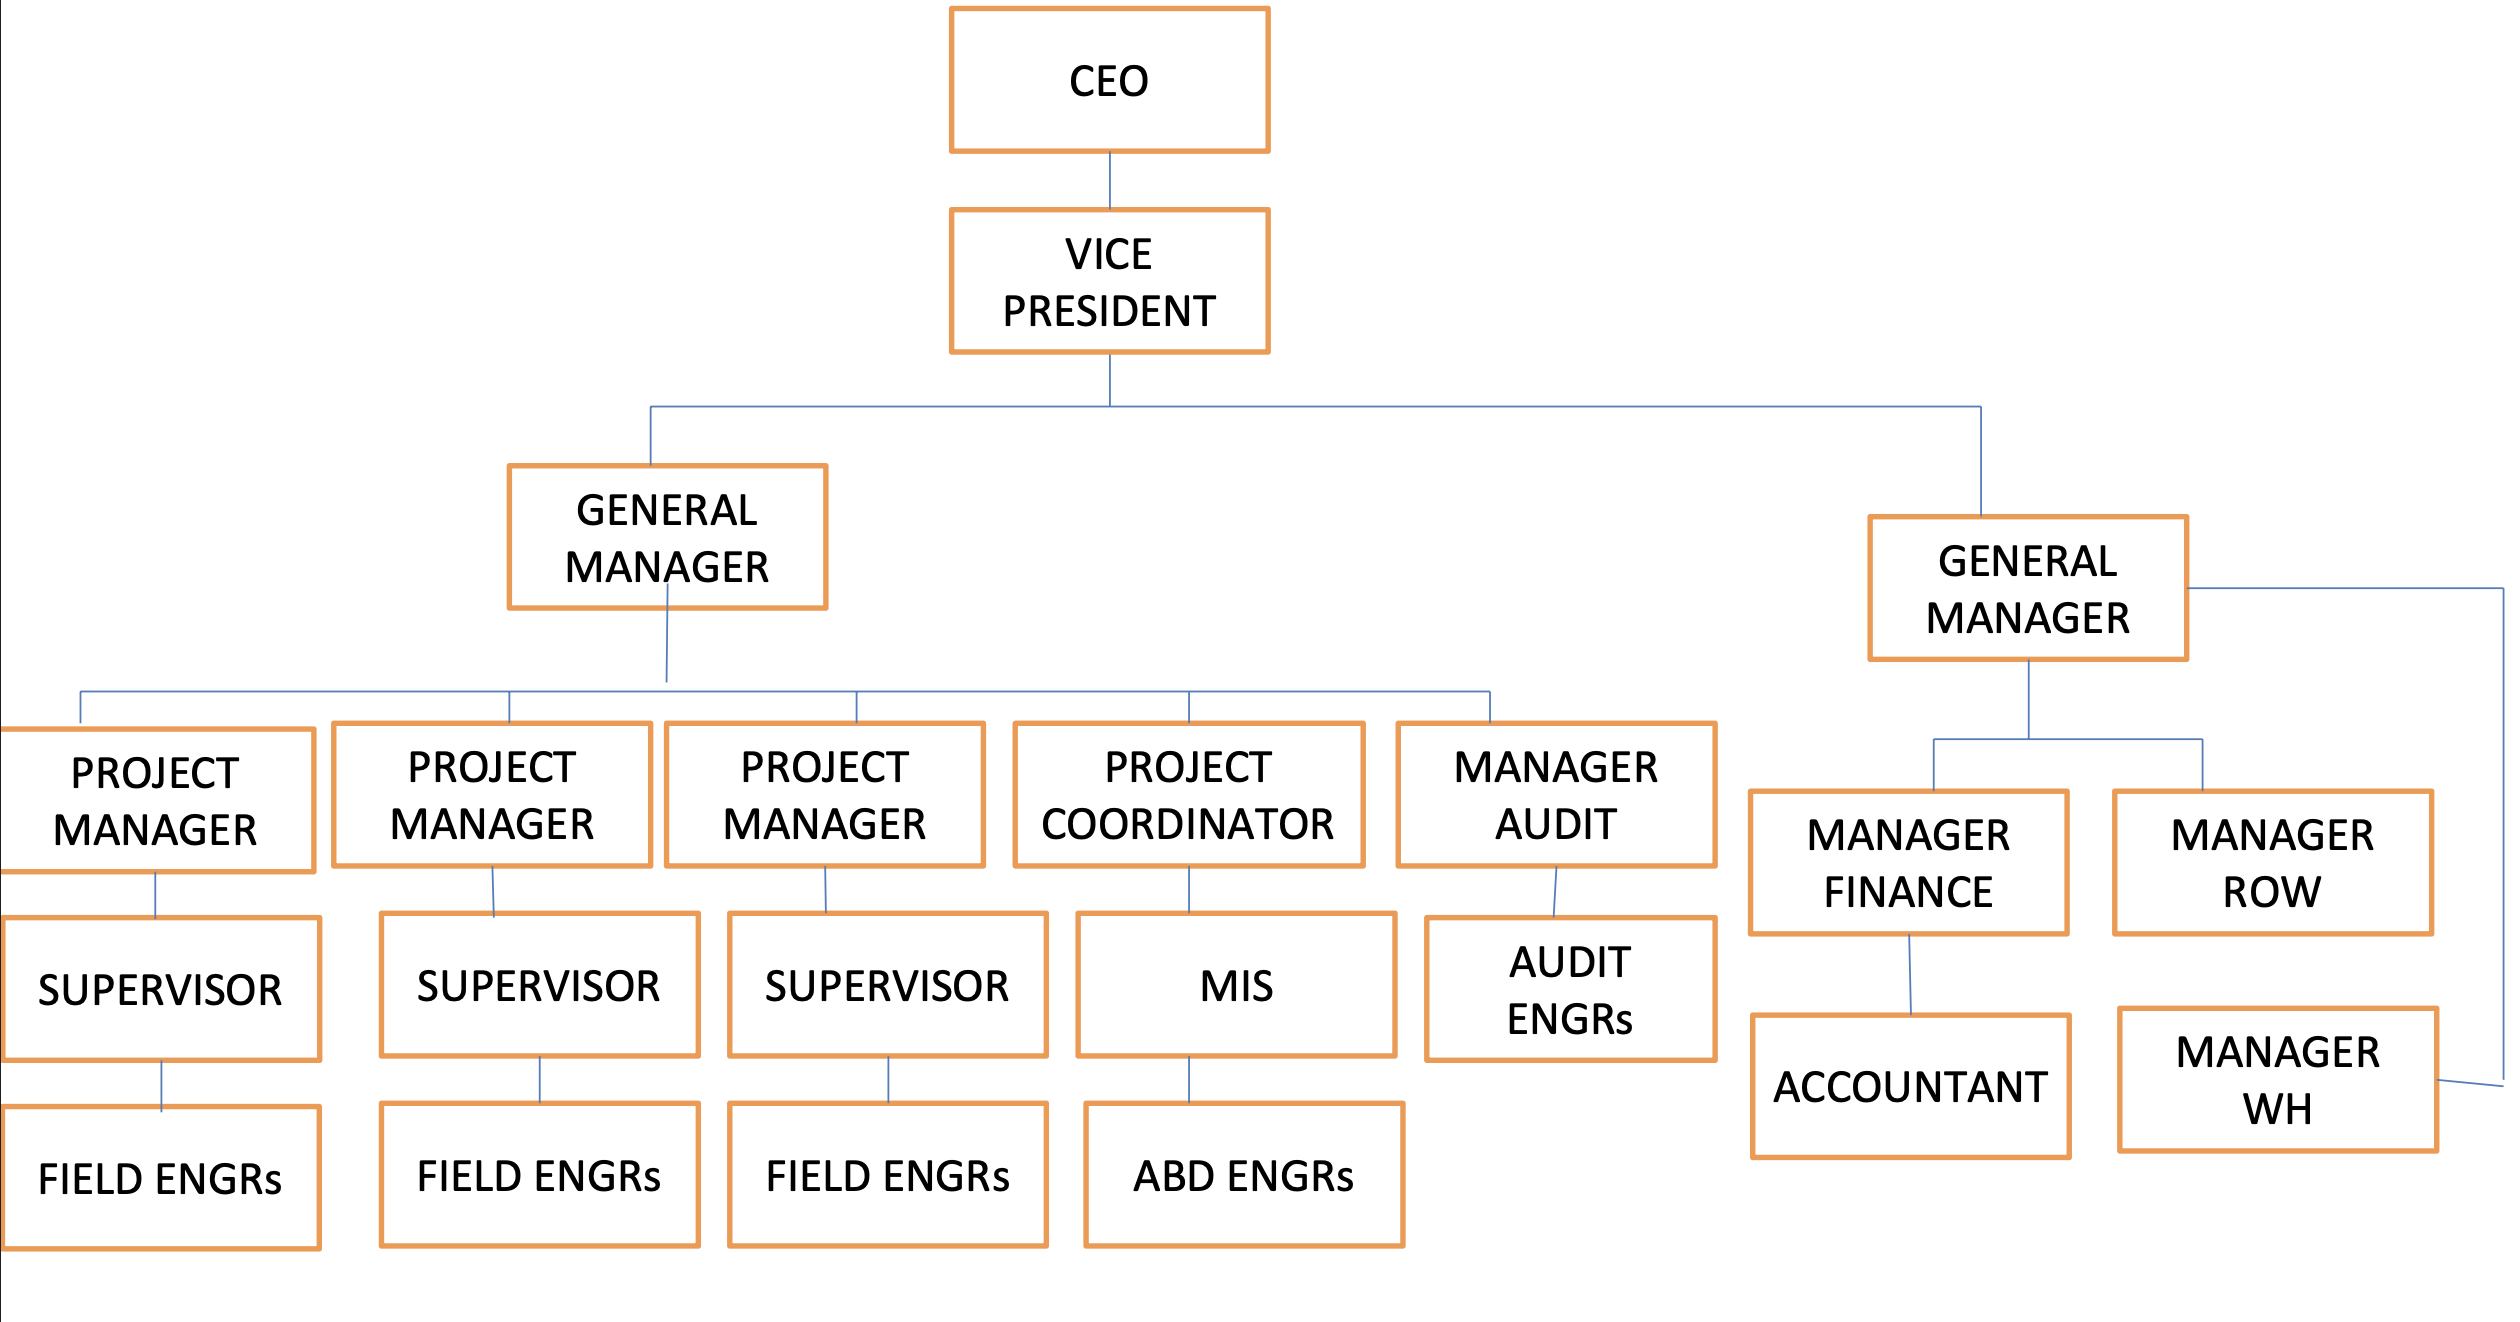 CEO
VICE
PRESIDENT
GENERAL
MANAGER
GENERAL
MANAGER
PROJECT
MANAGER
PROJECT
MANAGER
PROJECT
MANAGER
PROJECT
COORDINATOR
MANAGER
AUDIT
MANAGER
FINANCE
MANAGER
ROW
SUPERVISOR
SUPERVISOR
SUPERVISOR
MIS
AUDIT
ENGRs
ACCOUNTANT
MANAGER
WH
FIELD ENGRs
FIELD ENGRs
FIELD ENGRs
ABD ENGRs